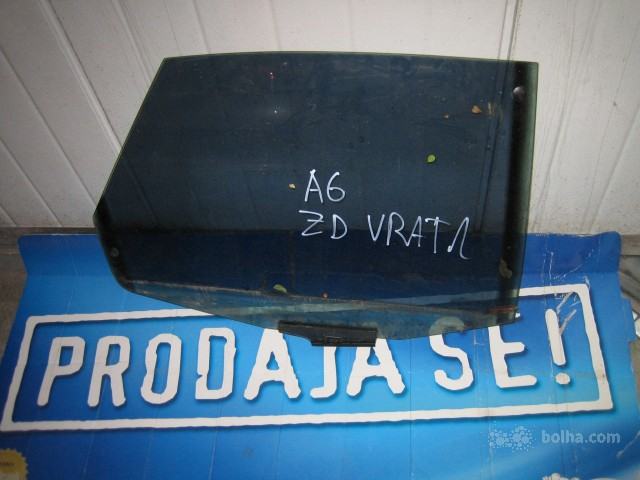 A6
ZD VRATA
PRODAJA SE!
bolha.com